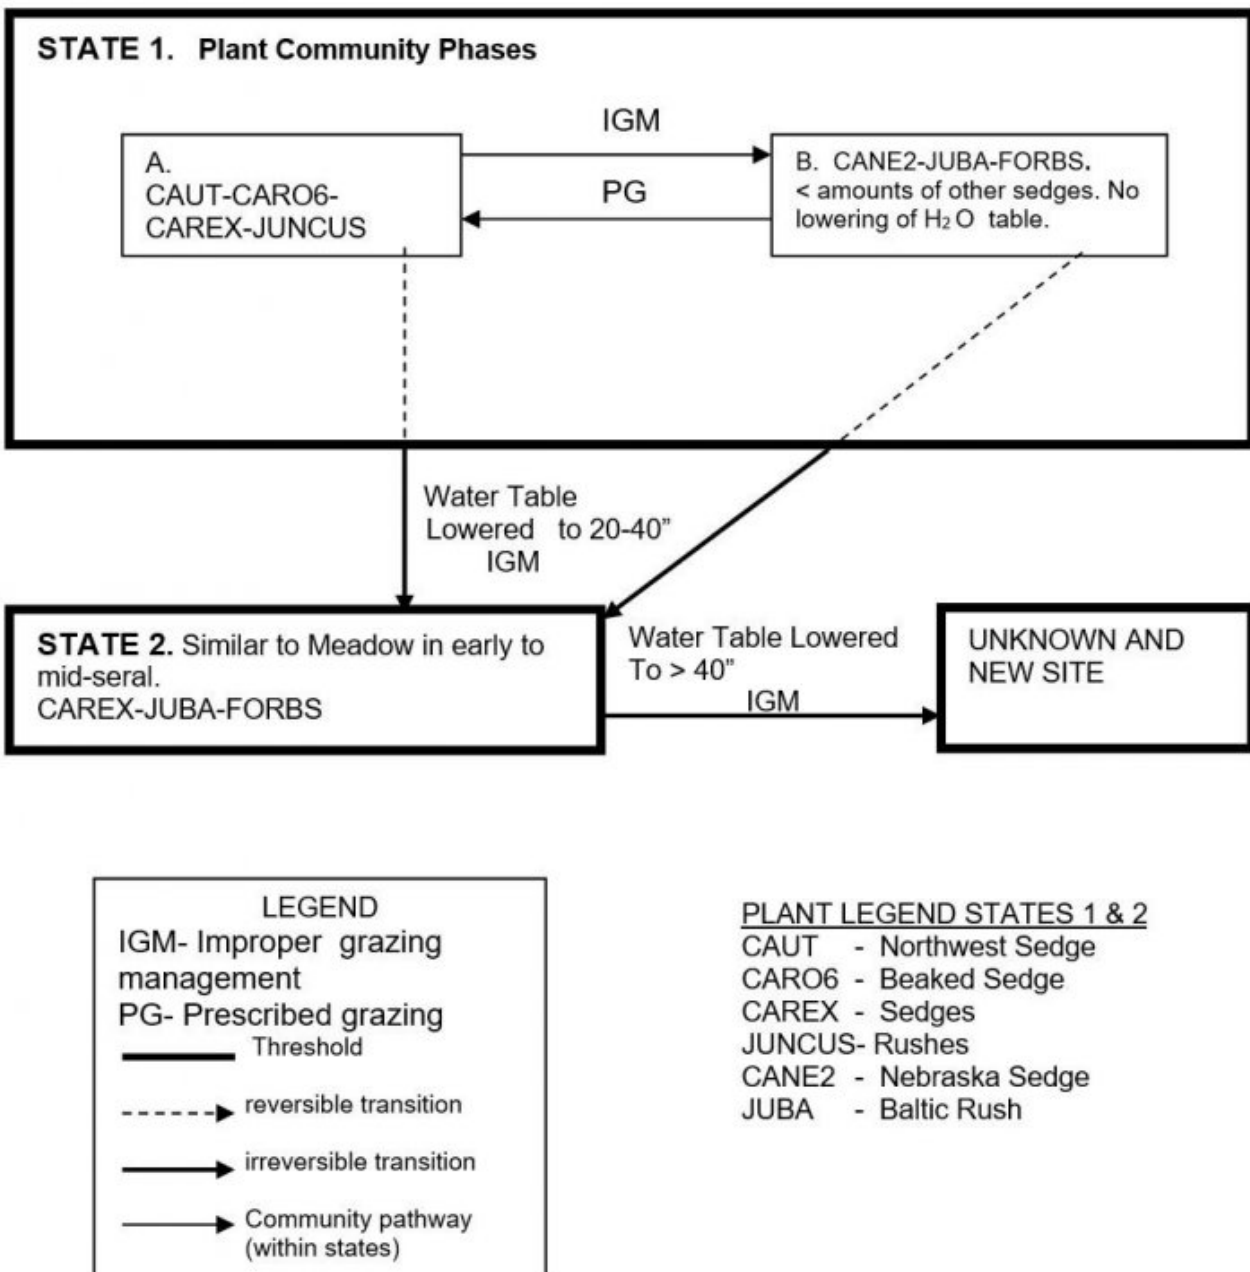 STATE 1. Plant Community Phases
IGM
A.
CAUT-CARO6-
CAREX-JUNCUS
PG
B. CANE2-JUBA-FORBS.
< amounts of other sedges. No
lowering of H₂O table.
Water Table
Lowered to 20-40”
IGM
STATE 2. Similar to Meadow in early to
mid-seral.
CAREX-JUBA-FORBS
Water Table Lowered
To > 40”
IGM
UNKNOWN AND
NEW SITE
LEGEND
IGM- Improper grazing
management
PG- Prescribed grazing
Threshold
reversible transition
irreversible transition
Community pathway
(within states)
PLANT LEGEND STATES 1 & 2
CAUT - Northwest Sedge
CARO6 - Beaked Sedge
CAREX - Sedges
JUNCUS- Rushes
CANE2 - Nebraska Sedge
JUBA - Baltic Rush